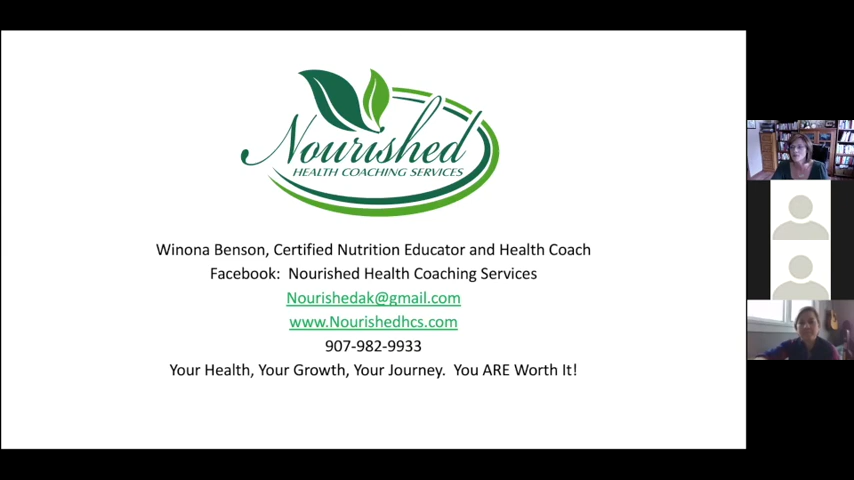 Nourished
HEALTH COACHING SERVICES
Winona Benson, Certified Nutrition Educator and Health Coach
Facebook:  Nourished Health Coaching Services
Nourishedak@gmail.com
www.Nourishedhcs.com
907-982-9933
Your Health, Your Growth, Your Journey.  You ARE Worth It!